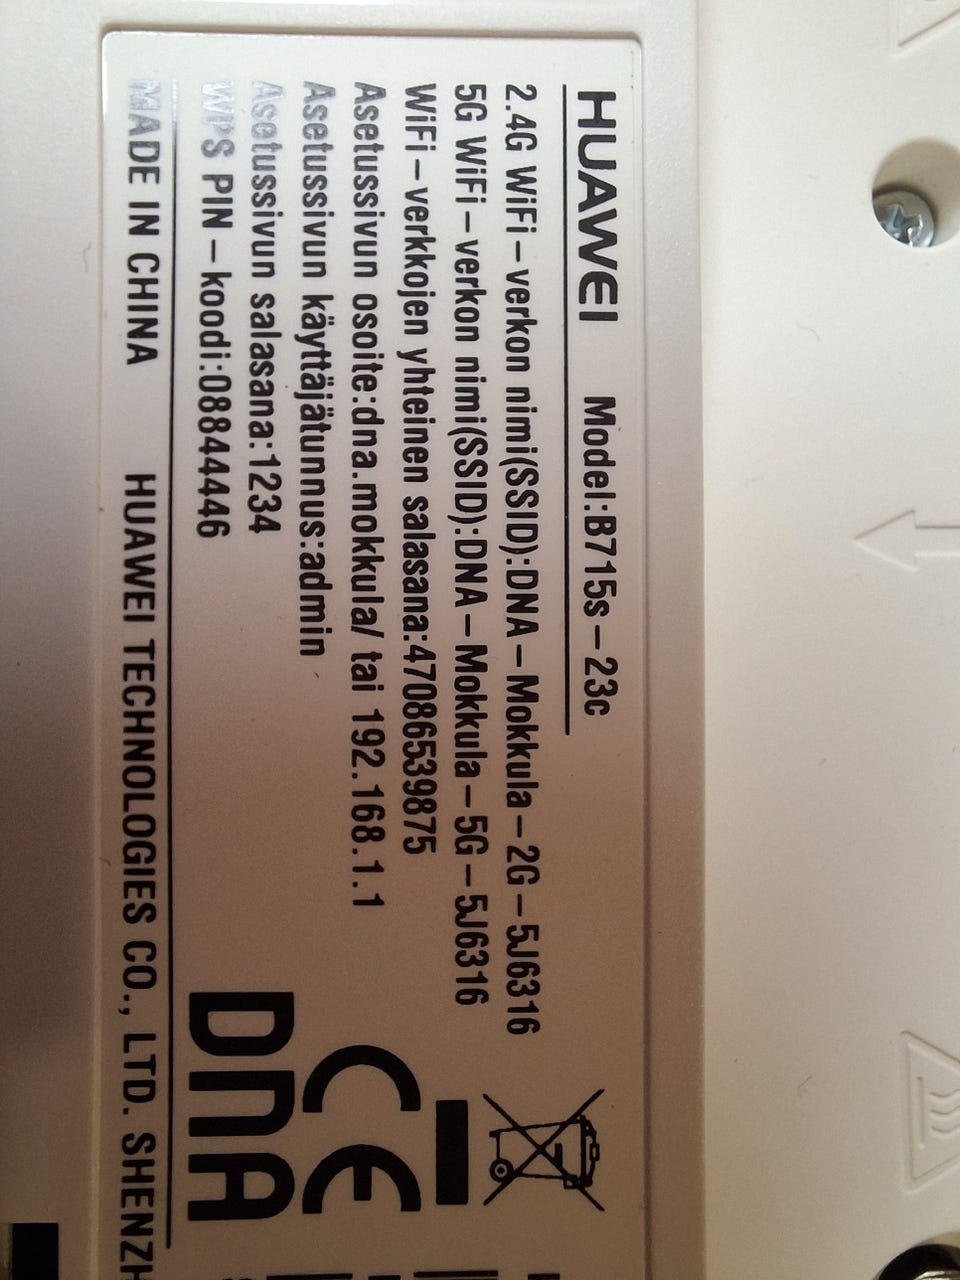 HUAWEI Model:B715s-23c
2.4G WiFi-verkon nimi(SSID):DNA-Mokkula-2G-5J6316
5G WiFi-verkon nimi(SSID):DNA-Mokkula-5G-5J6316
WiFi-verkkojen yhteinen salasana:47086539875
Asetussivun osoite:dna.mokkula/ tai 192.168.1.1
Asetussivun käyttäjätunnus:admin
Asetussivun salasana:1234
WPS PIN-koodi:08844446
CE
DNA
MADE IN CHINA HUAWEI TECHNOLOGIES CO., LTD. SHENZH